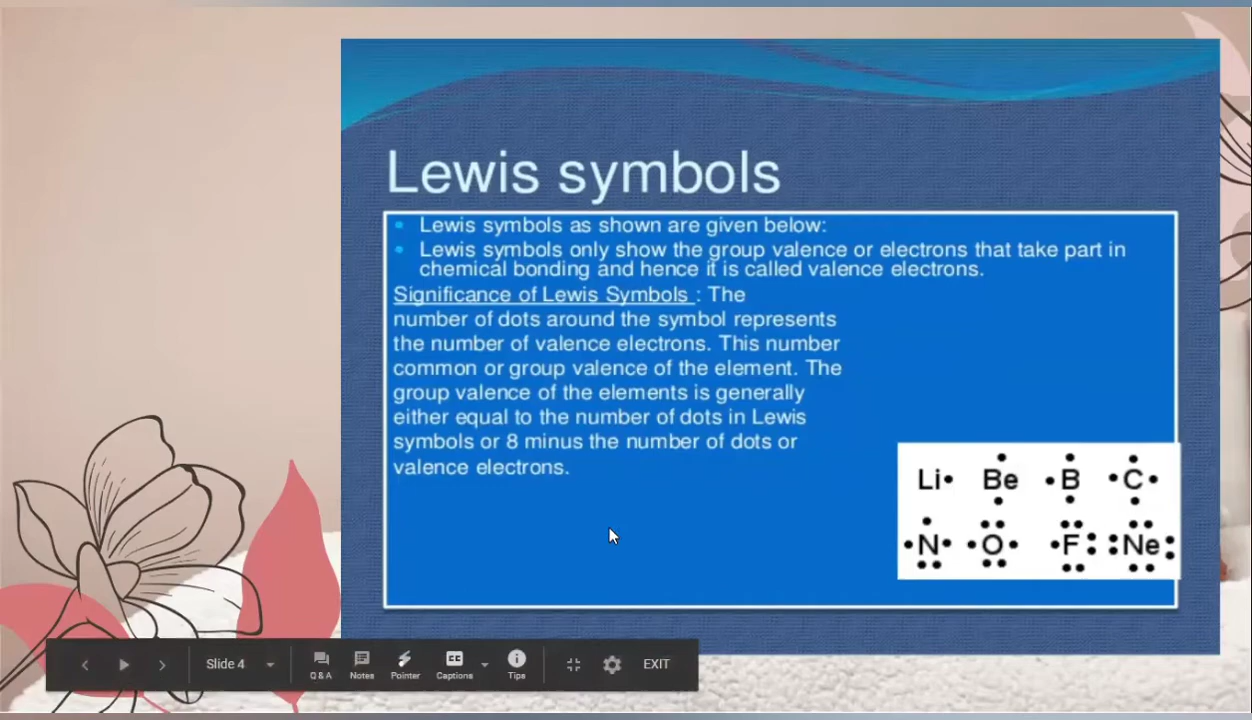 Lewis symbols
Lewis symbols as shown are given below:
Lewis symbols only show the group valence or electrons that take part in
chemical bonding and hence it is called valence electrons.
Significance of Lewis Symbols : The
number of dots around the symbol represents
the number of valence electrons. This number
common or group valence of the element. The
group valence of the elements is generally
either equal to the number of dots in Lewis
symbols or 8 minus the number of dots or
valence electrons.
Li Be B C
N O F Ne
Slide 4 Q & A Notes Pointer Captions Tips EXIT